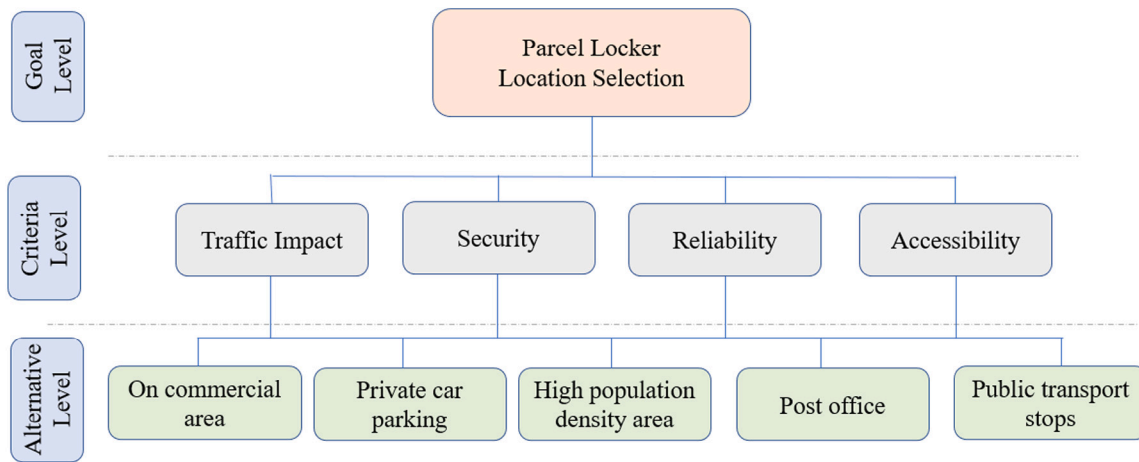 Goal
Level
Parcel Locker
Location Selection
Criteria
Level
Traffic Impact
Security
Reliability
Accessibility
Alternative
Level
On commercial
area
Private car
parking
High population
density area
Post office
Public transport
stops